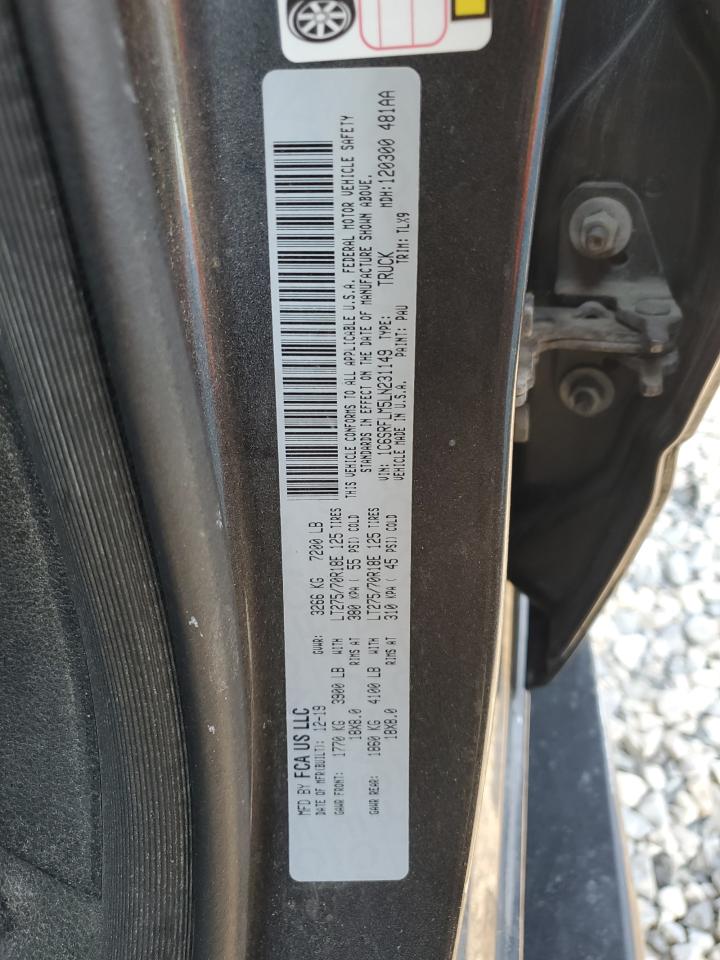 MFD BY FCA US LLC
DATE OF MFR(BUILT): 12-19 GVWR: 3266 KG 7200 LB
GAWR FRONT: 1770 KG 3900 LB WITH LT275/70R18E 125 TIRES
18X8.0 RIMS AT 380 KPA ( 55 PSI) COLD
GAWR REAR: 1860 KG 4100 LB WITH LT275/70R18E 125 TIRES
18X8.0 RIMS AT 310 KPA ( 45 PSI) COLD
THIS VEHICLE CONFORMS TO ALL APPLICABLE U.S.A. FEDERAL MOTOR VEHICLE SAFETY
STANDARDS IN EFFECT ON THE DATE OF MANUFACTURE SHOWN ABOVE.
VIN: 1C6SRFLM5LN231149 TYPE: TRUCK MDH: 120300 481AA
VEHICLE MADE IN U.S.A. PAINT: PAU TRIM: TLX9